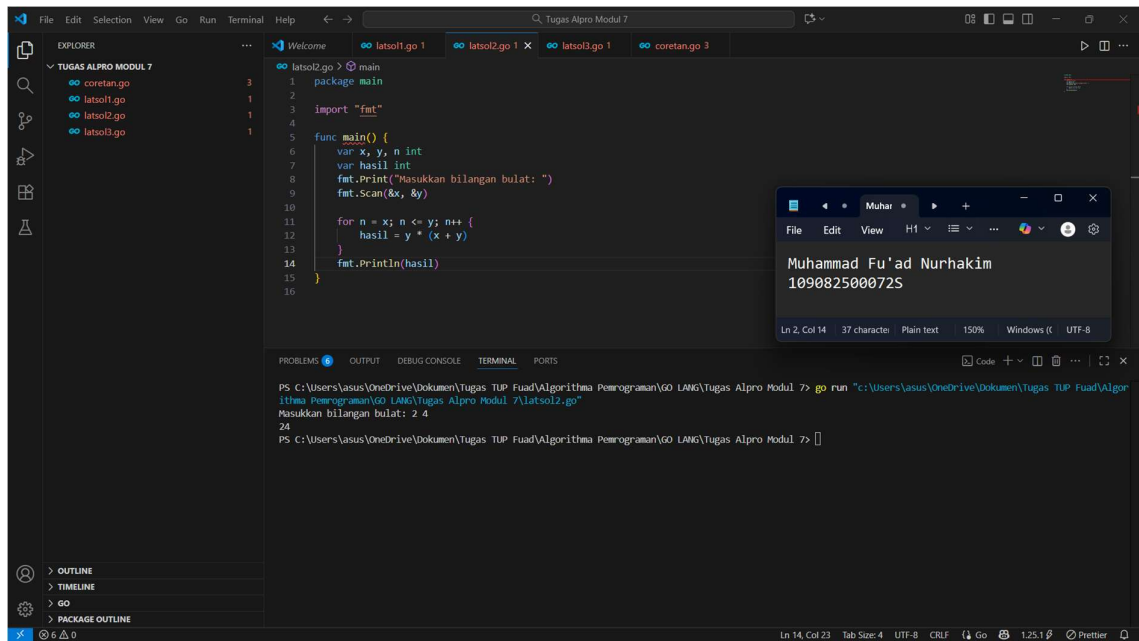 File Edit Selection View Go Run Terminal Help
Tugas Alpro Modul 7
EXPLORER
TUGAS ALPRO MODUL 7
coretan.go 3
latsol1.go 1
latsol2.go 1
latsol3.go 1
OUTLINE
TIMELINE
GO
PACKAGE OUTLINE
Welcome
latsol1.go 1
latsol2.go 1
latsol3.go 1
coretan.go 3
latsol2.go > main
1 package main
2
3 import "fmt"
4
5 func main() {
6 var x, y, n int
7 var hasil int
8 fmt.Print("Masukkan bilangan bulat: ")
9 fmt.Scan(&x, &y)
10
11 for n = x; n <= y; n++ {
12 hasil = y * (x + y)
13 }
14 fmt.Println(hasil)
15 }
16
Muhar
File Edit View H1
Muhammad Fu'ad Nurhakim
109082500072S
Ln 2, Col 14 37 character Plain text 150% Windows (C UTF-8
PROBLEMS 6 OUTPUT DEBUG CONSOLE TERMINAL PORTS
Code
PS C:\Users\asus\OneDrive\Dokumen\Tugas TUP Fuad\Algorithma Pemrograman\GO LANG\Tugas Alpro Modul 7> go run "c:\Users\asus\OneDrive\Dokumen\Tugas TUP Fuad\Algor
ithma Pemrograman\GO LANG\Tugas Alpro Modul 7\latsol2.go"
Masukkan bilangan bulat: 2 4
24
PS C:\Users\asus\OneDrive\Dokumen\Tugas TUP Fuad\Algorithma Pemrograman\GO LANG\Tugas Alpro Modul 7>
6 0
Ln 14, Col 23 Tab Size: 4 UTF-8 CRLF Go 1.25.1 Prettier